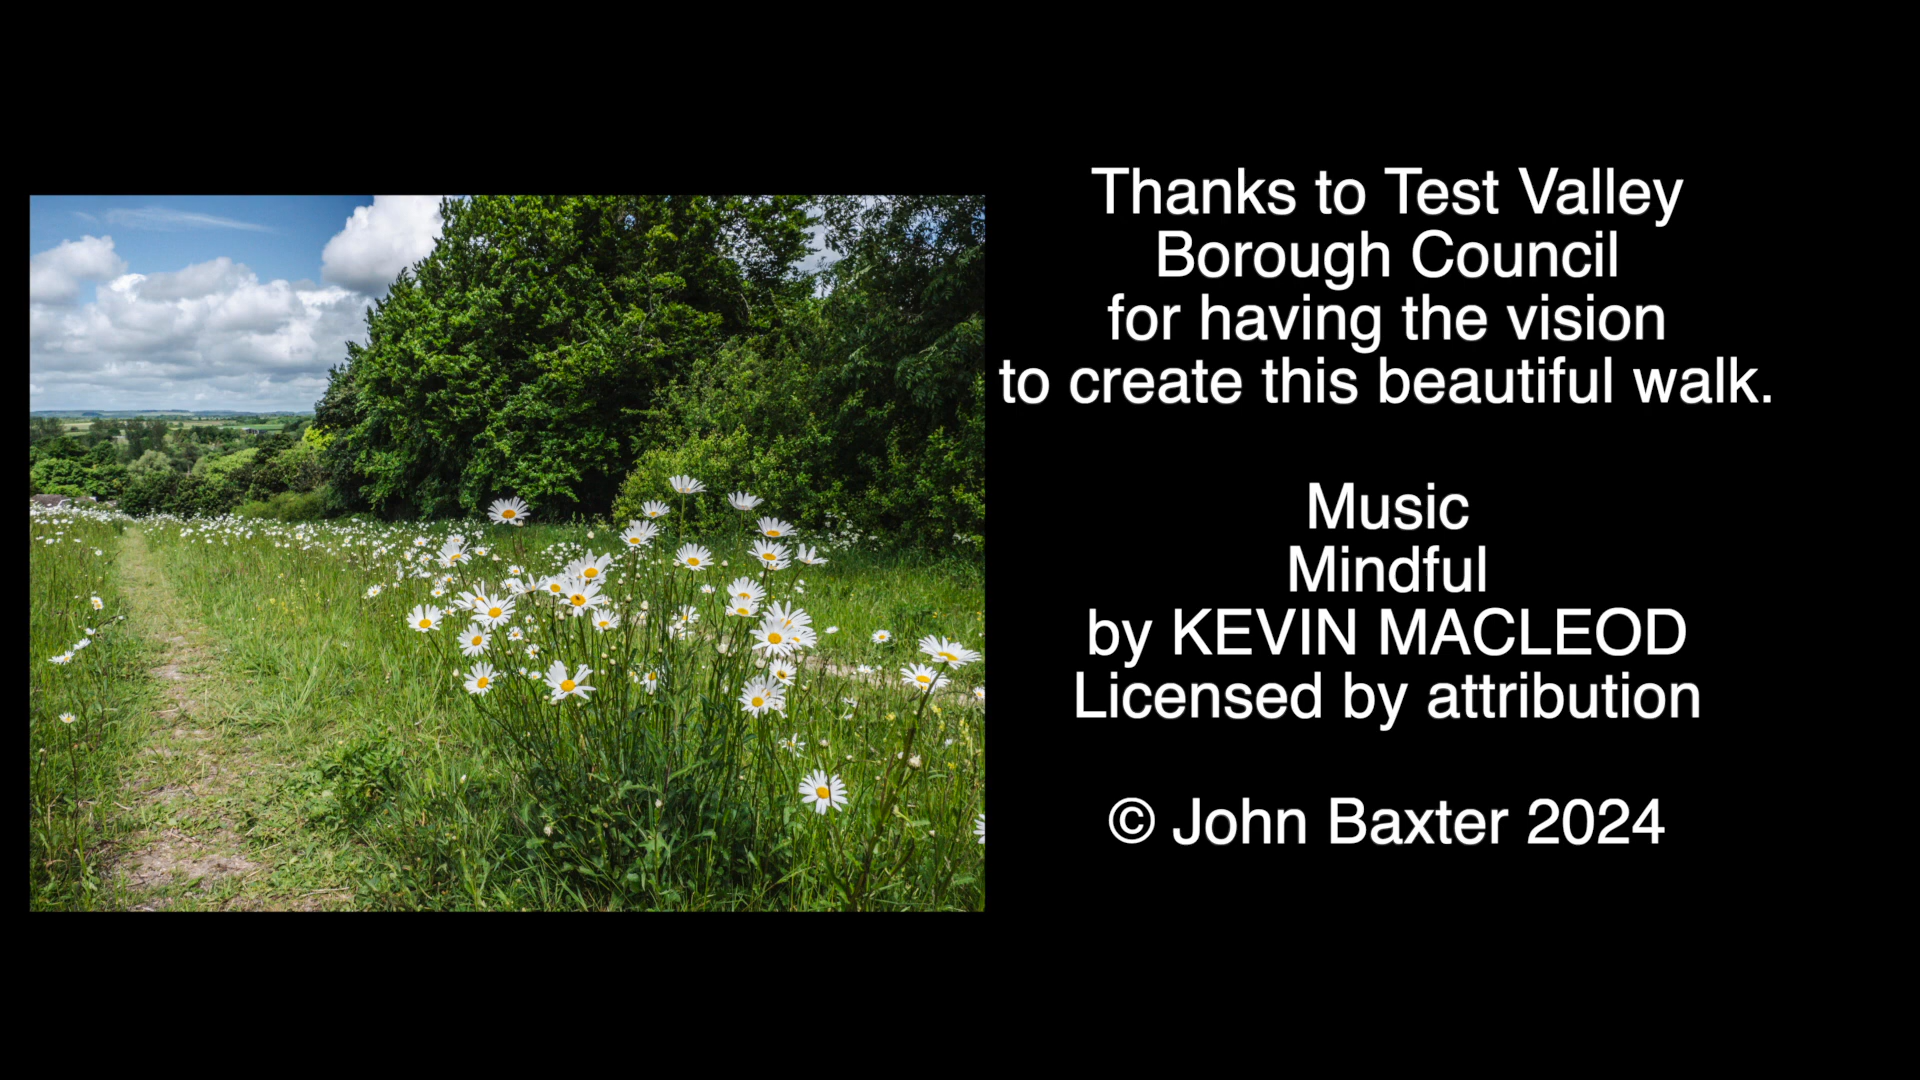 Thanks to Test Valley
Borough Council
for having the vision
to create this beautiful walk.
Music
Mindful
by KEVIN MACLEOD
Licensed by attribution
© John Baxter 2024